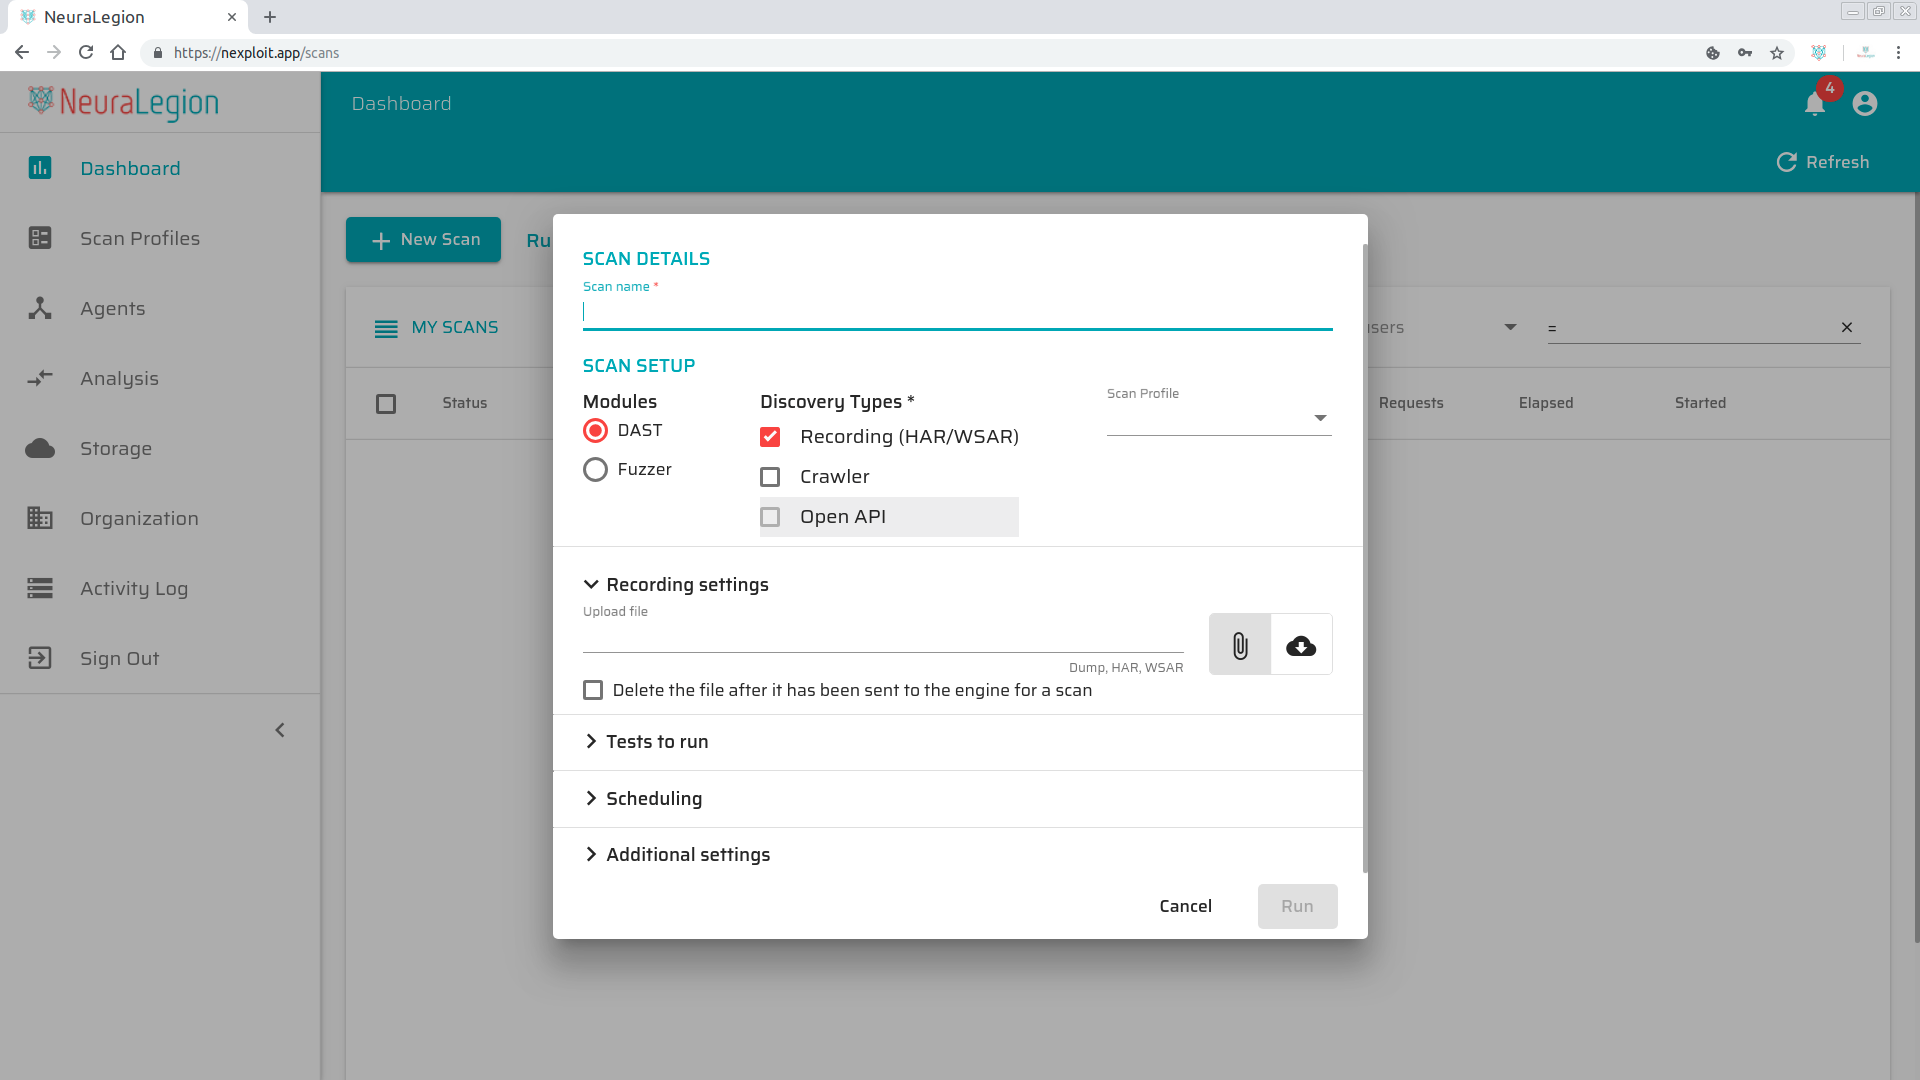 NeuraLegion
https://nexploit.app/scans
NeuraLegion
Dashboard
4
Refresh
Dashboard
Scan Profiles
Agents
Analysis
Storage
Organization
Activity Log
Sign Out
New Scan
Ru
MY SCANS
sers
=
Status
Requests
Elapsed
Started
SCAN DETAILS
Scan name *
SCAN SETUP
Modules
DAST
Fuzzer
Discovery Types *
Recording (HAR/WSAR)
Crawler
Open API
Scan Profile
Recording settings
Upload file
Dump, HAR, WSAR
Delete the file after it has been sent to the engine for a scan
Tests to run
Scheduling
Additional settings
Cancel
Run